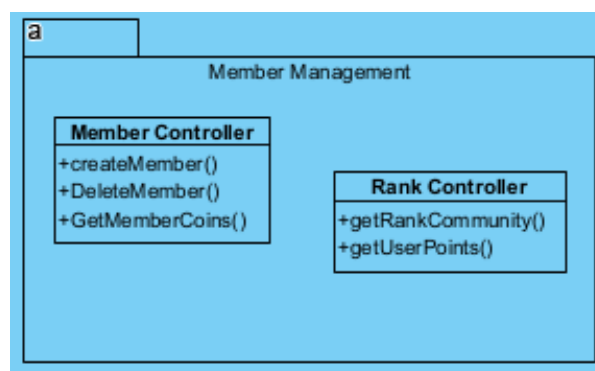 a
Member Management
Member Controller
+createMember()
+DeleteMember()
+GetMemberCoins()
Rank Controller
+getRankCommunity()
+getUserPoints()